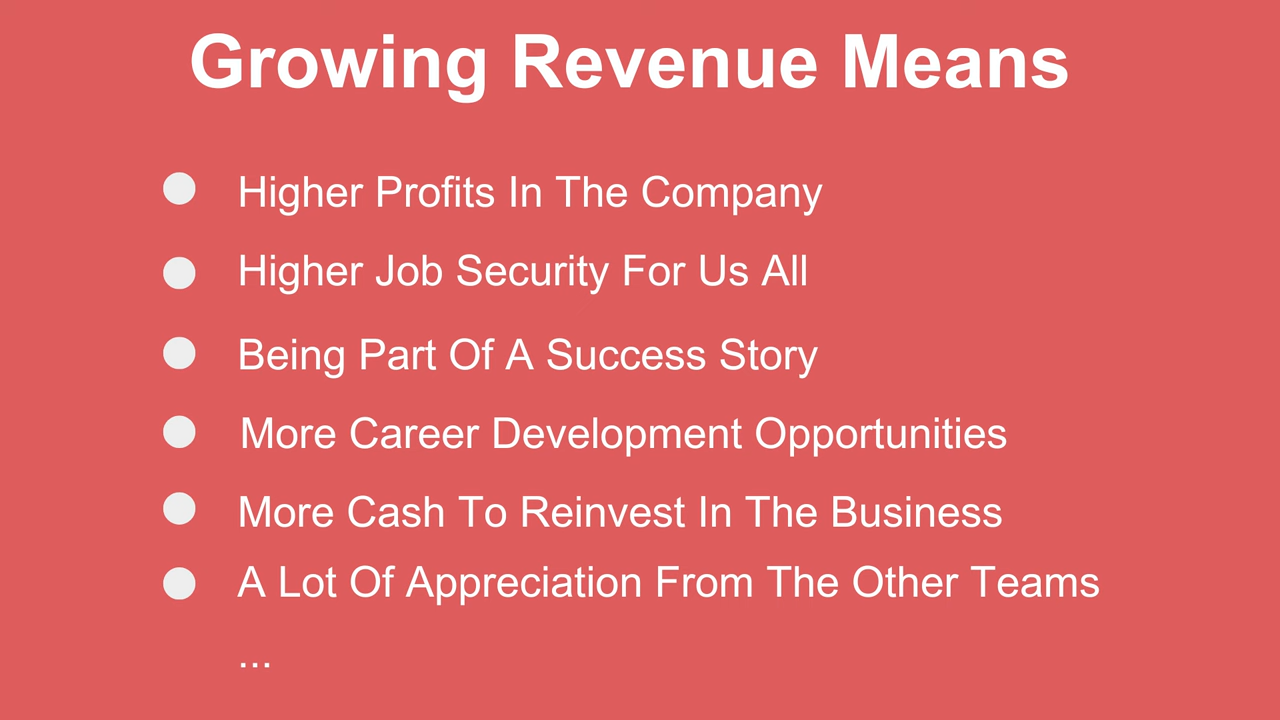 Growing Revenue Means
Higher Profits In The Company
Higher Job Security For Us All
Being Part Of A Success Story
More Career Development Opportunities
More Cash To Reinvest In The Business
A Lot Of Appreciation From The Other Teams
...